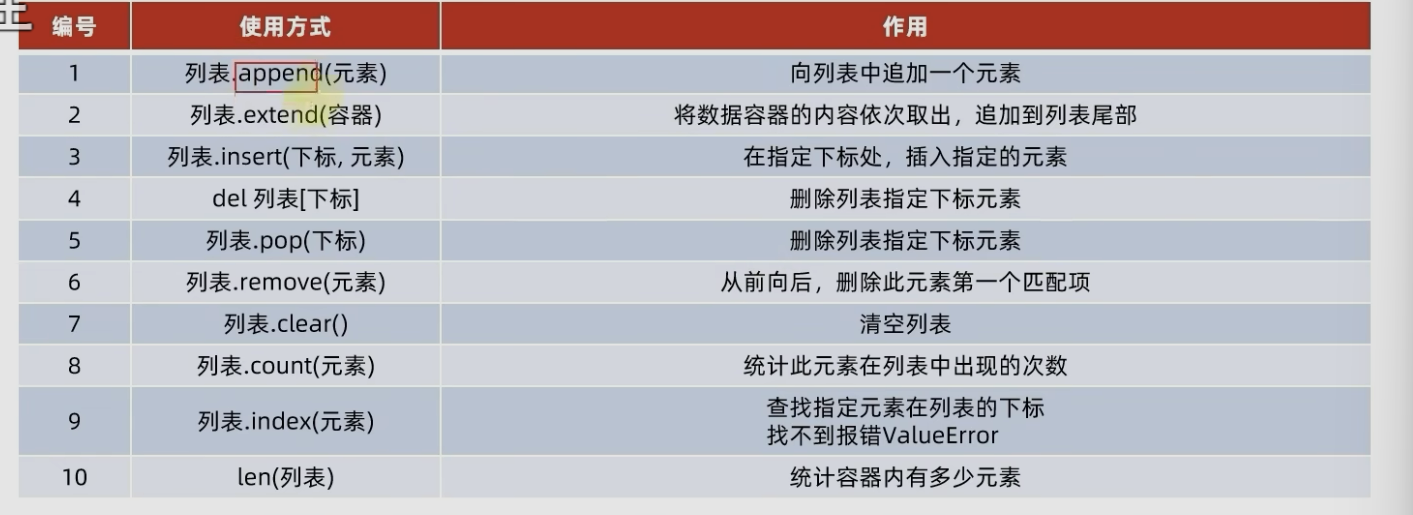 编号 使用方式 作用
1 列表.append(元素) 向列表中追加一个元素
2 列表.extend(容器) 将数据容器的内容依次取出，追加到列表尾部
3 列表.insert(下标, 元素) 在指定下标处，插入指定的元素
4 del 列表[下标] 删除列表指定下标元素
5 列表.pop(下标) 删除列表指定下标元素
6 列表.remove(元素) 从前向后，删除此元素第一个匹配项
7 列表.clear() 清空列表
8 列表.count(元素) 统计此元素在列表中出现的次数
9 列表.index(元素) 查找指定元素在列表的下标
找不到报错ValueError
10 len(列表) 统计容器内有多少元素